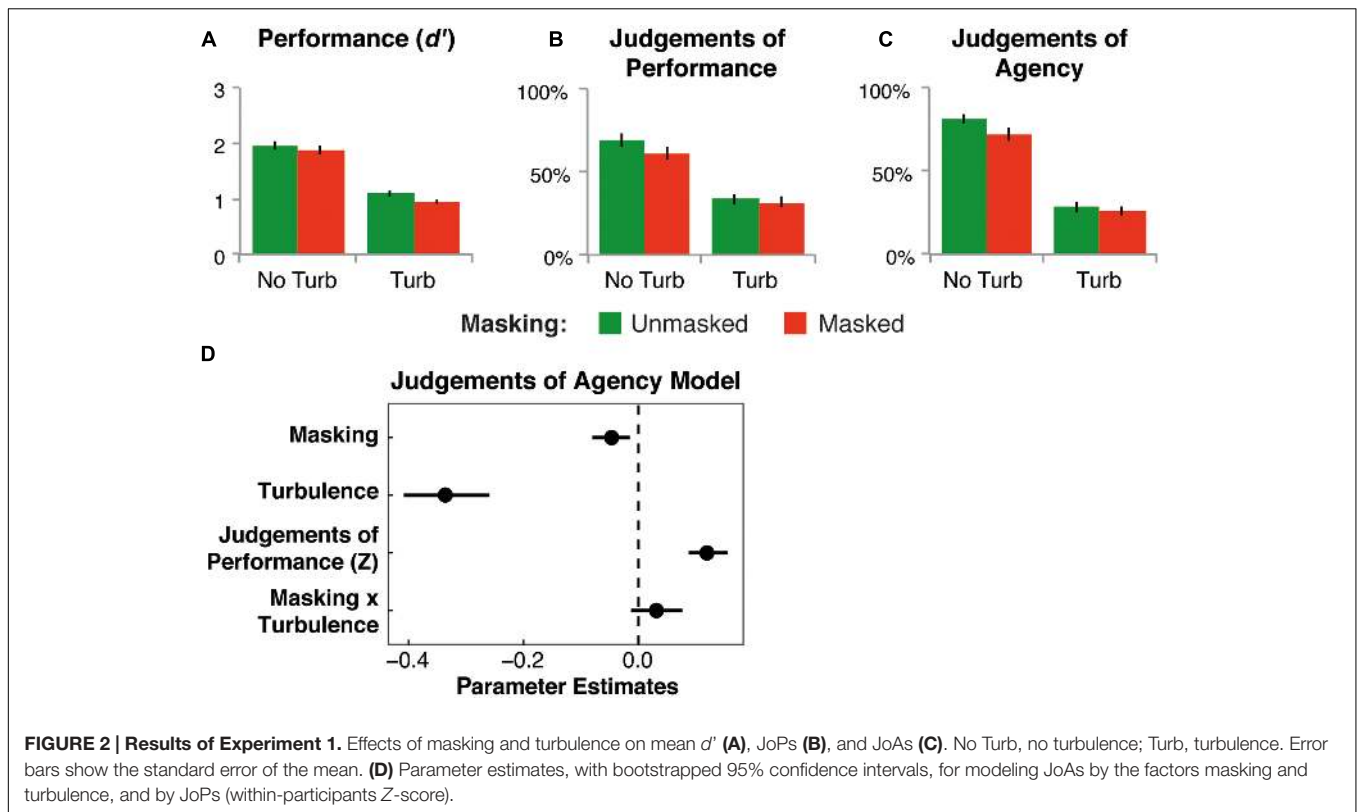 A Performance (d′)
3
2
1
0
No Turb Turb
B Judgements of
Performance
100%
50%
0%
No Turb Turb
C Judgements of
Agency
100%
50%
0%
No Turb Turb
Masking: Unmasked Masked
D
Judgements of Agency Model
Masking
Turbulence
Judgements of
Performance (Z)
Masking x
Turbulence
−0.4 −0.2 0.0
Parameter Estimates
FIGURE 2 | Results of Experiment 1. Effects of masking and turbulence on mean d’ (A), JoPs (B), and JoAs (C). No Turb, no turbulence; Turb, turbulence. Error
bars show the standard error of the mean. (D) Parameter estimates, with bootstrapped 95% confidence intervals, for modeling JoAs by the factors masking and
turbulence, and by JoPs (within-participants Z-score).